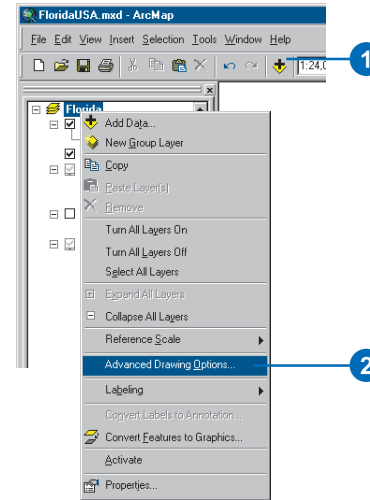 FloridaUSA.mxd - ArcMap
File Edit View Insert Selection Tools Window Help
1:24,0
1
Florida
Add Data...
New Group Layer
Copy
Paste Layer(s)
Remove
Turn All Layers On
Turn All Layers Off
Select All Layers
Expand All Layers
Collapse All Layers
Reference Scale
Advanced Drawing Options...
2
Labeling
Convert Labels to Annotation...
Convert Features to Graphics...
Activate
Properties...